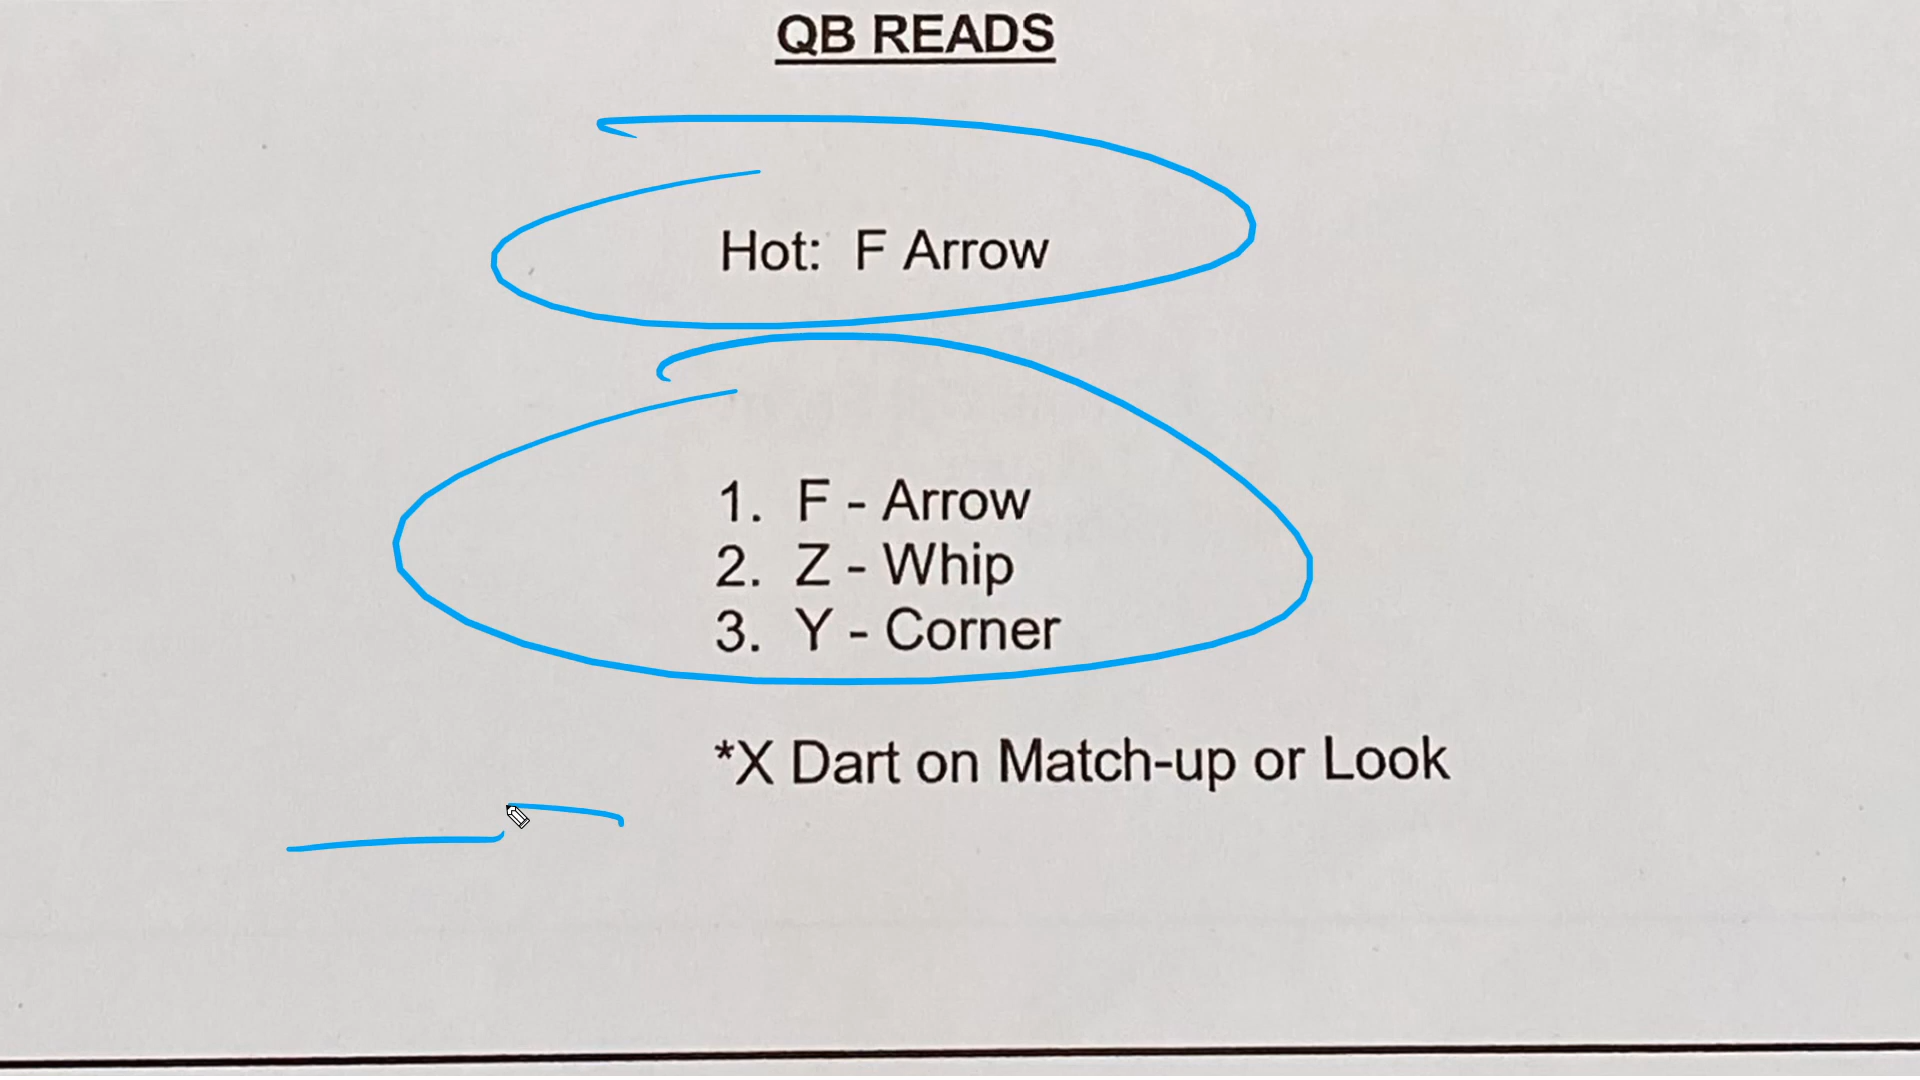 QB READS
Hot: F Arrow
1. F - Arrow
2. Z - Whip
3. Y - Corner
*X Dart on Match-up or Look